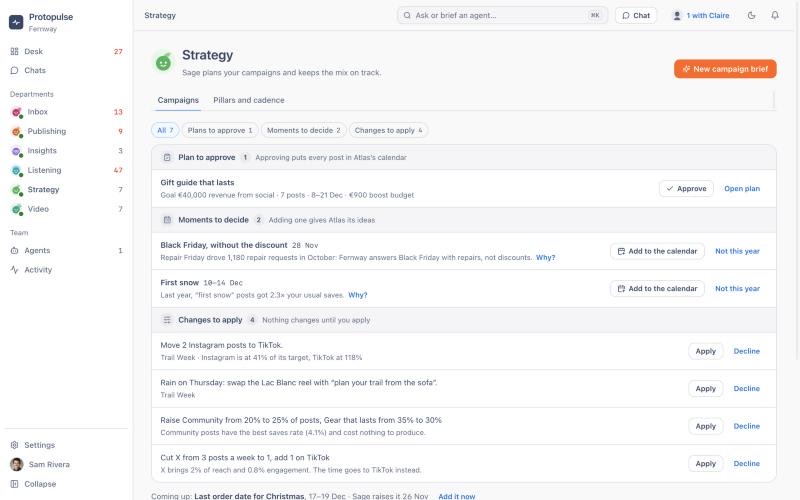 Protopulse
Fernway
Desk 27
Chats
Departments
Inbox 13
Publishing 9
Insights 3
Listening 47
Strategy 7
Video 7
Team
Agents 1
Activity
Settings
Sam Rivera
Collapse
Strategy
Ask or brief an agent... ⌘K
Chat
1 with Claire
Strategy
Sage plans your campaigns and keeps the mix on track.
New campaign brief
Campaigns Pillars and cadence
All 7 Plans to approve 1 Moments to decide 2 Changes to apply 4
Plan to approve 1 Approving puts every post in Atlas's calendar
Gift guide that lasts
Goal €40,000 revenue from social · 7 posts · 8–21 Dec · €900 boost budget
Approve Open plan
Moments to decide 2 Adding one gives Atlas its ideas
Black Friday, without the discount 28 Nov
Repair Friday drove 1,180 repair requests in October: Fernway answers Black Friday with repairs, not discounts. Why?
Add to the calendar Not this year
First snow 10–14 Dec
Last year, "first snow" posts got 2.3× your usual saves. Why?
Add to the calendar Not this year
Changes to apply 4 Nothing changes until you apply
Move 2 Instagram posts to TikTok.
Trail Week · Instagram is at 41% of its target, TikTok at 118%
Apply Decline
Rain on Thursday: swap the Lac Blanc reel with "plan your trail from the sofa".
Trail Week
Apply Decline
Raise Community from 20% to 25% of posts, Gear that lasts from 35% to 30%
Community posts have the best saves rate (4.1%) and cost nothing to produce.
Apply Decline
Cut X from 3 posts a week to 1, add 1 on TikTok
X brings 2% of reach and 0.8% engagement. The time goes to TikTok instead.
Apply Decline
Coming up: Last order date for Christmas, 17–19 Dec · Sage raises it 26 Nov Add it now